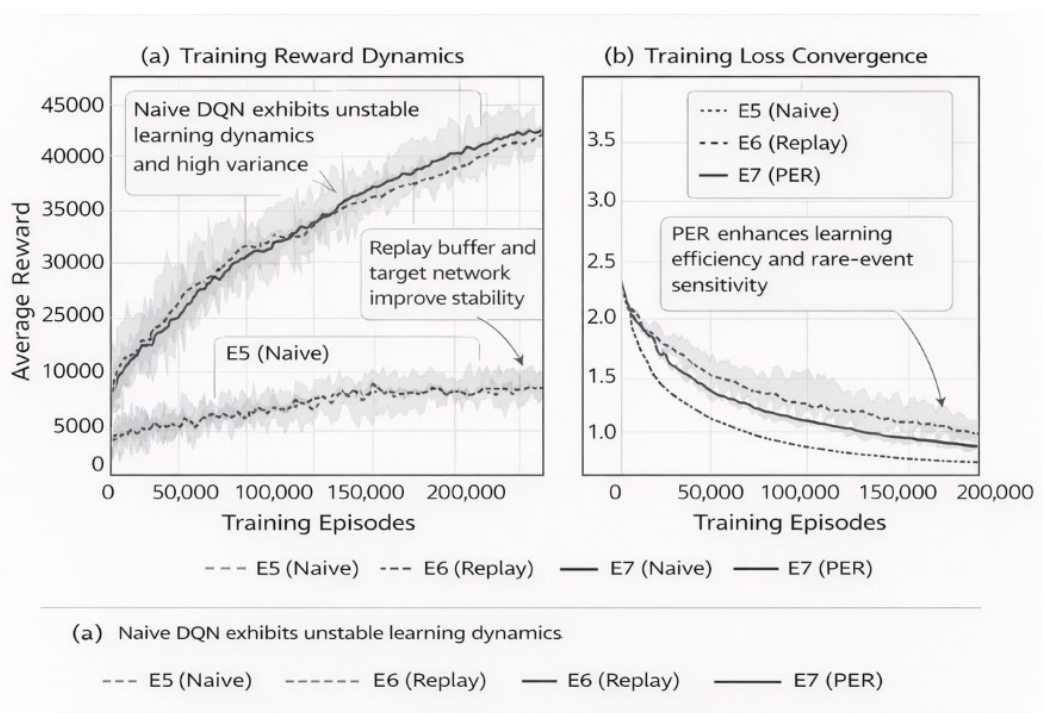 (a) Training Reward Dynamics
Average Reward
45000
40000
35000
30000
25000
10000
5000
0
Naive DQN exhibits unstable
learning dynamics
and high variance
Replay buffer and
target network
improve stability
E5 (Naive)
0 50,000 100,000 150,000 200,000
Training Episodes
(b) Training Loss Convergence
3.5
3.0
2.5
2.0
1.5
1.0
E5 (Naive)
E6 (Replay)
E7 (PER)
PER enhances learning
efficiency and rare-event
sensitivity
0 50,000 100,000 150,000 200,000
Training Episodes
E5 (Naive) E6 (Replay) E7 (Naive) E7 (PER)
(a) Naive DQN exhibits unstable learning dynamics
E5 (Naive) E6 (Replay) E6 (Replay) E7 (PER)